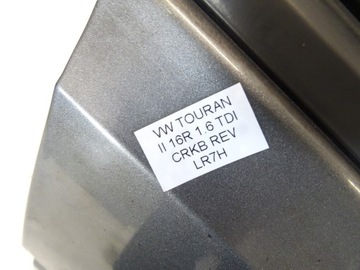 VW TOURAN
II 16R 1.6 TDI
CRKB REV
LR7H